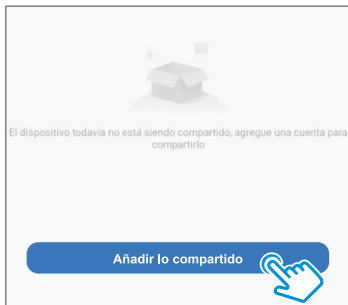 El dispositivo todavía no está siendo compartido, agregue una cuenta para
compartirlo
Añadir lo compartido